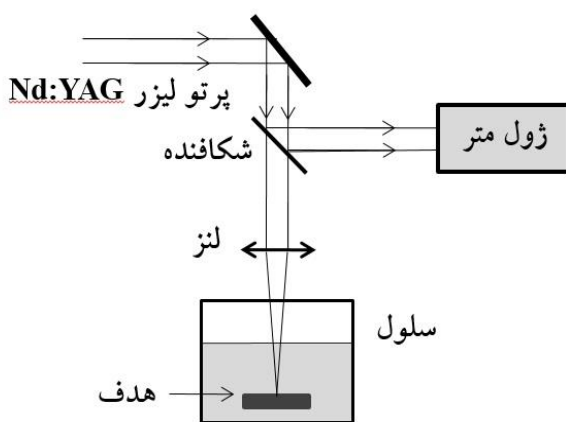 پرتو لیزر Nd:YAG
ژول متر
شکافنده
لنز
سلول
هدف